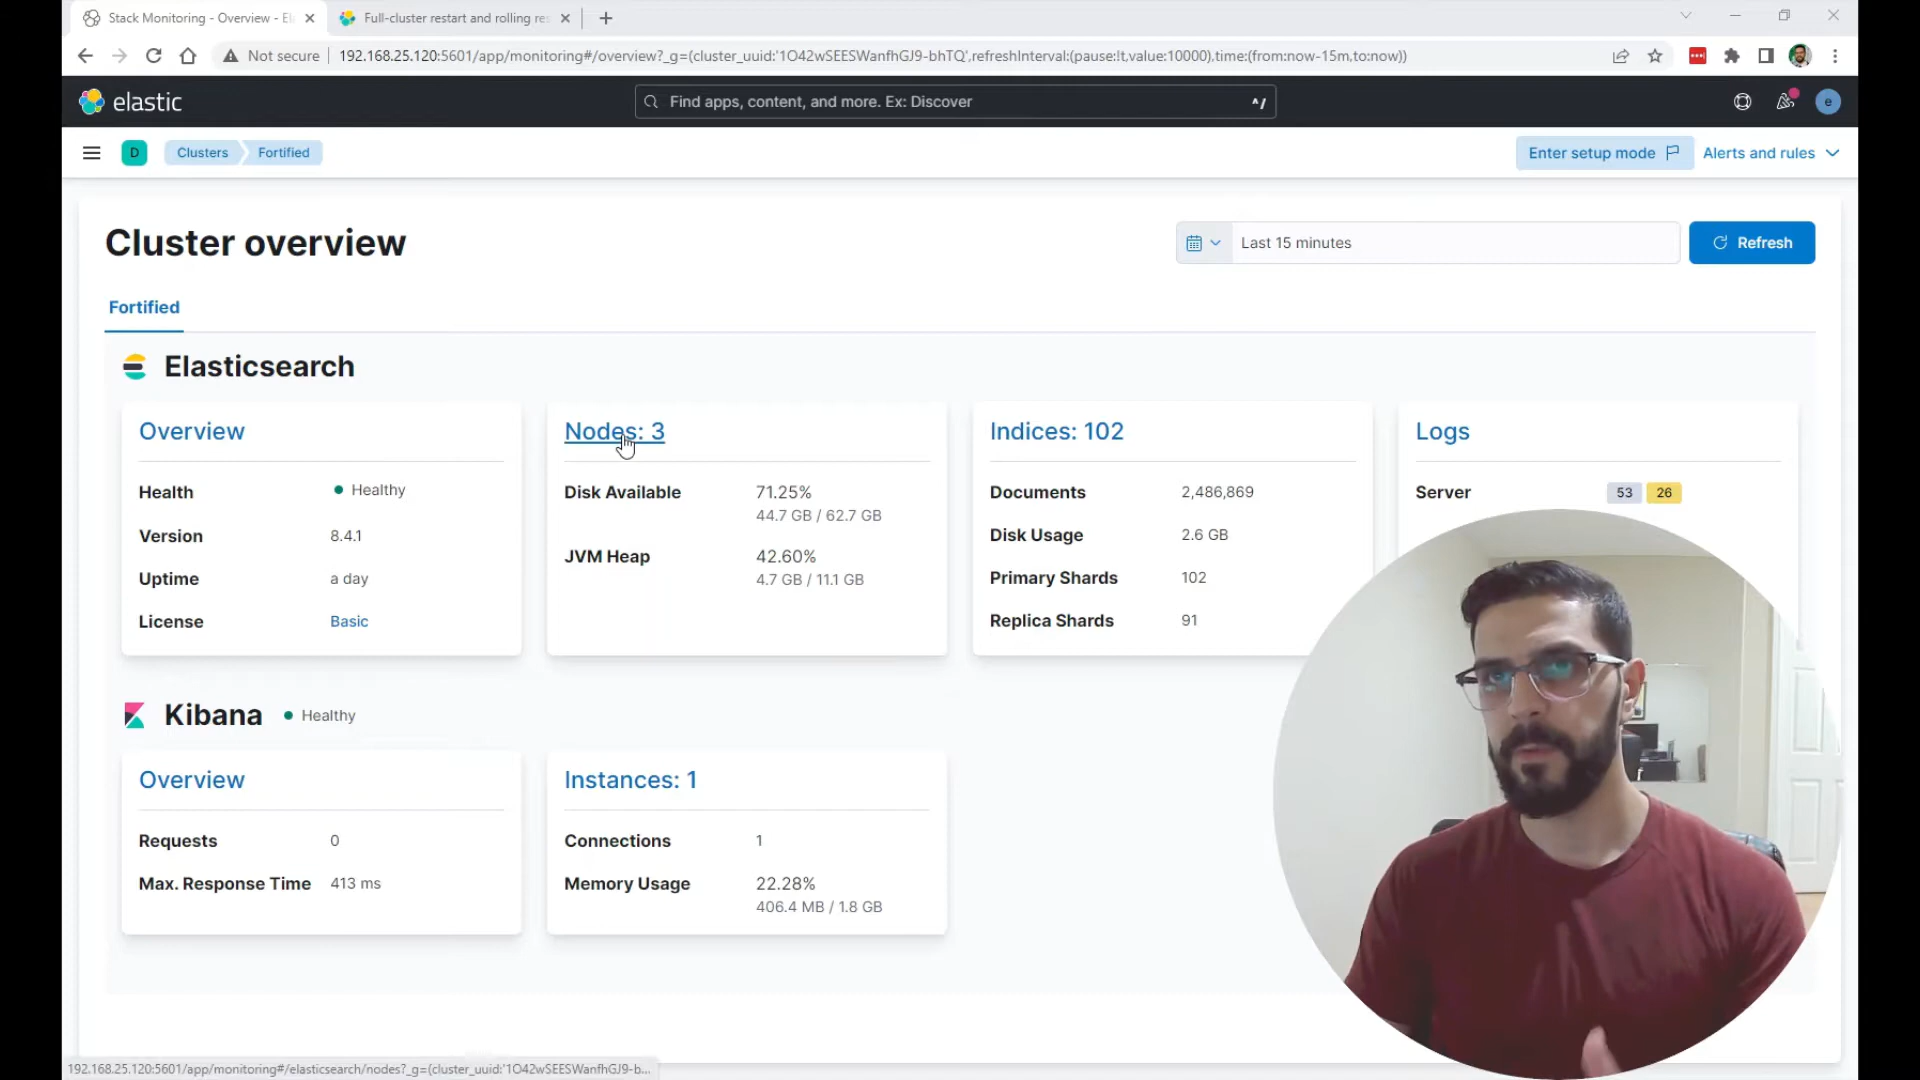 Stack Monitoring - Overview - El
Full-cluster restart and rolling res
Not secure
192.168.25.120:5601/app/monitoring#/overview?_g=(cluster_uuid:'1O42wSEESWanfhGJ9-bhTQ',refreshInterval:(pause:!t,value:10000),time:(from:now-15m,to:now))
elastic
Find apps, content, and more. Ex: Discover
^/
e
D
Clusters
Fortified
Enter setup mode
Alerts and rules
Cluster overview
Last 15 minutes
Refresh
Fortified
Elasticsearch
Overview
Health
Healthy
Version
8.4.1
Uptime
a day
License
Basic
Nodes: 3
Disk Available
71.25%
44.7 GB / 62.7 GB
JVM Heap
42.60%
4.7 GB / 11.1 GB
Indices: 102
Documents
2,486,869
Disk Usage
2.6 GB
Primary Shards
102
Replica Shards
91
Logs
Server
53
26
Kibana
Healthy
Overview
Requests
0
Max. Response Time
413 ms
Instances: 1
Connections
1
Memory Usage
22.28%
406.4 MB / 1.8 GB
192.168.25.120:5601/app/monitoring#/elasticsearch/nodes?_g=(cluster_uuid:'1O42wSEESWanfhGJ9-b...